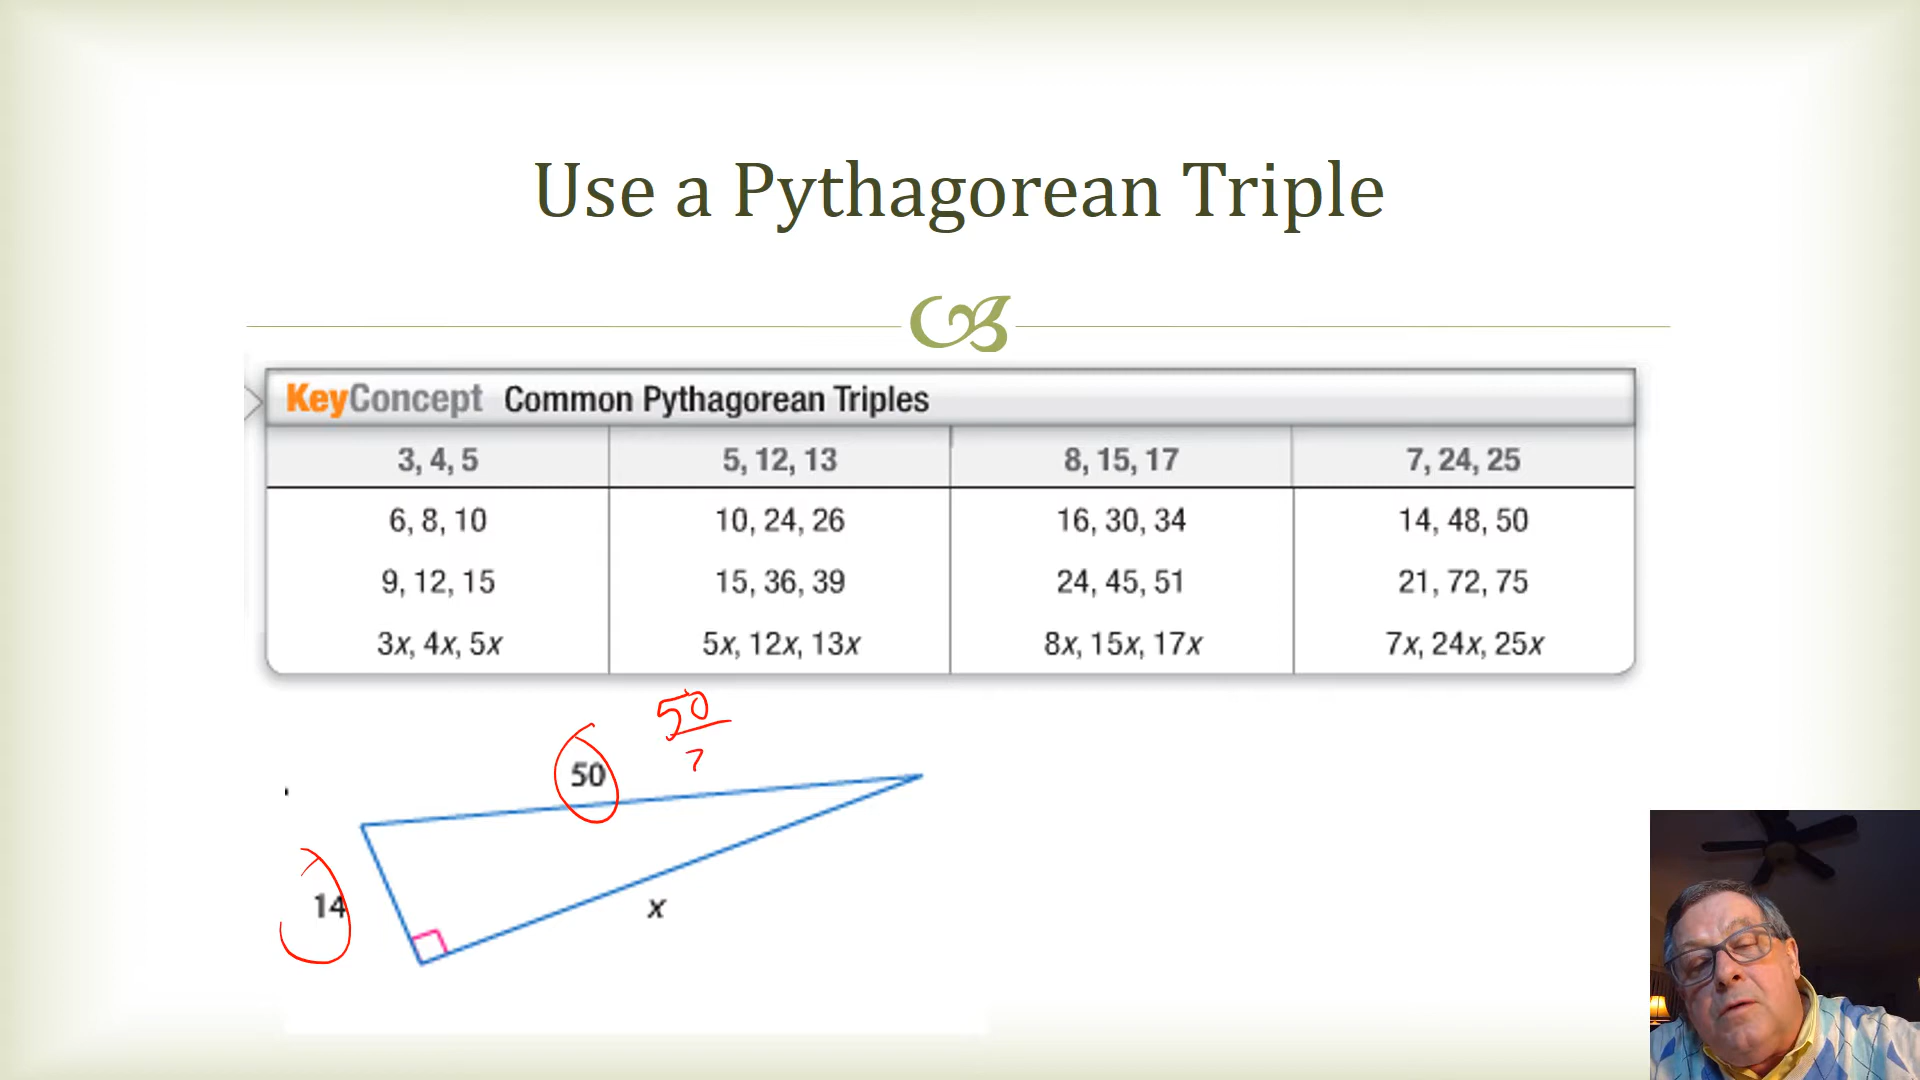 Use a Pythagorean Triple
KeyConcept Common Pythagorean Triples
3, 4, 5 5, 12, 13 8, 15, 17 7, 24, 25
6, 8, 10 10, 24, 26 16, 30, 34 14, 48, 50
9, 12, 15 15, 36, 39 24, 45, 51 21, 72, 75
3x, 4x, 5x 5x, 12x, 13x 8x, 15x, 17x 7x, 24x, 25x
50
50
14
x